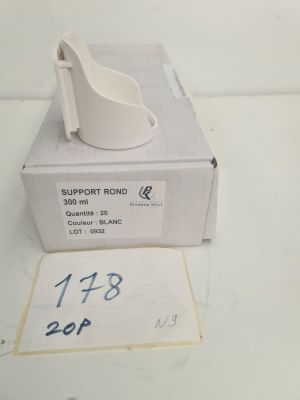 SUPPORT ROND
300 ml
Quantité : 20
Couleur : BLANC
LOT : 0932
178
20P
N9